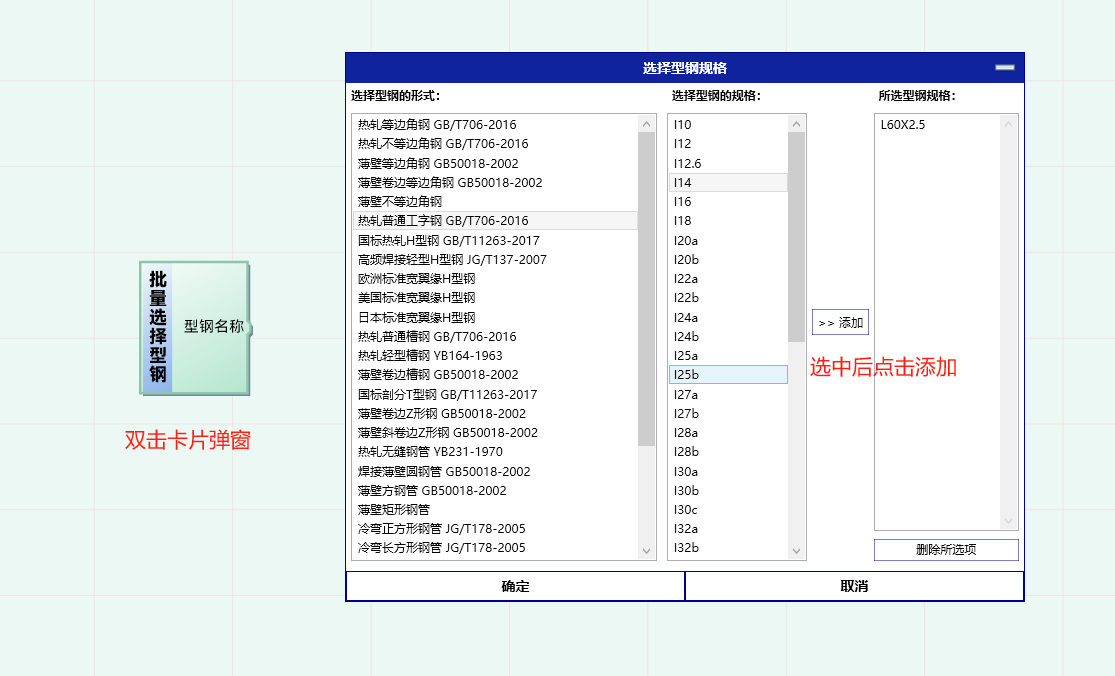 选择型钢规格
选择型钢的形式：
热轧等边角钢 GB/T706-2016
热轧不等边角钢 GB/T706-2016
薄壁等边角钢 GB50018-2002
薄壁卷边等边角钢 GB50018-2002
薄壁不等边角钢
热轧普通工字钢 GB/T706-2016
国标热轧H型钢 GB/T11263-2017
高频焊接轻型H型钢 JG/T137-2007
欧洲标准宽翼缘H型钢
美国标准宽翼缘H型钢
日本标准宽翼缘H型钢
热轧普通槽钢 GB/T706-2016
热轧轻型槽钢 YB164-1963
薄壁卷边槽钢 GB50018-2002
国标剖分T型钢 GB/T11263-2017
薄壁卷边Z形钢 GB50018-2002
薄壁斜卷边Z形钢 GB50018-2002
热轧无缝钢管 YB231-1970
焊接薄壁圆钢管 GB50018-2002
薄壁方钢管 GB50018-2002
薄壁矩形钢管
冷弯正方形钢管 JG/T178-2005
冷弯长方形钢管 JG/T178-2005
选择型钢的规格：
I10
I12
I12.6
I14
I16
I18
I20a
I20b
I22a
I22b
I24a
I24b
I25a
I25b
I27a
I27b
I28a
I28b
I30a
I30b
I30c
I32a
I32b
>> 添加
选中后点击添加
所选型钢规格：
L60X2.5
删除所选项
确定
取消
批量选择型钢
型钢名称
双击卡片弹窗